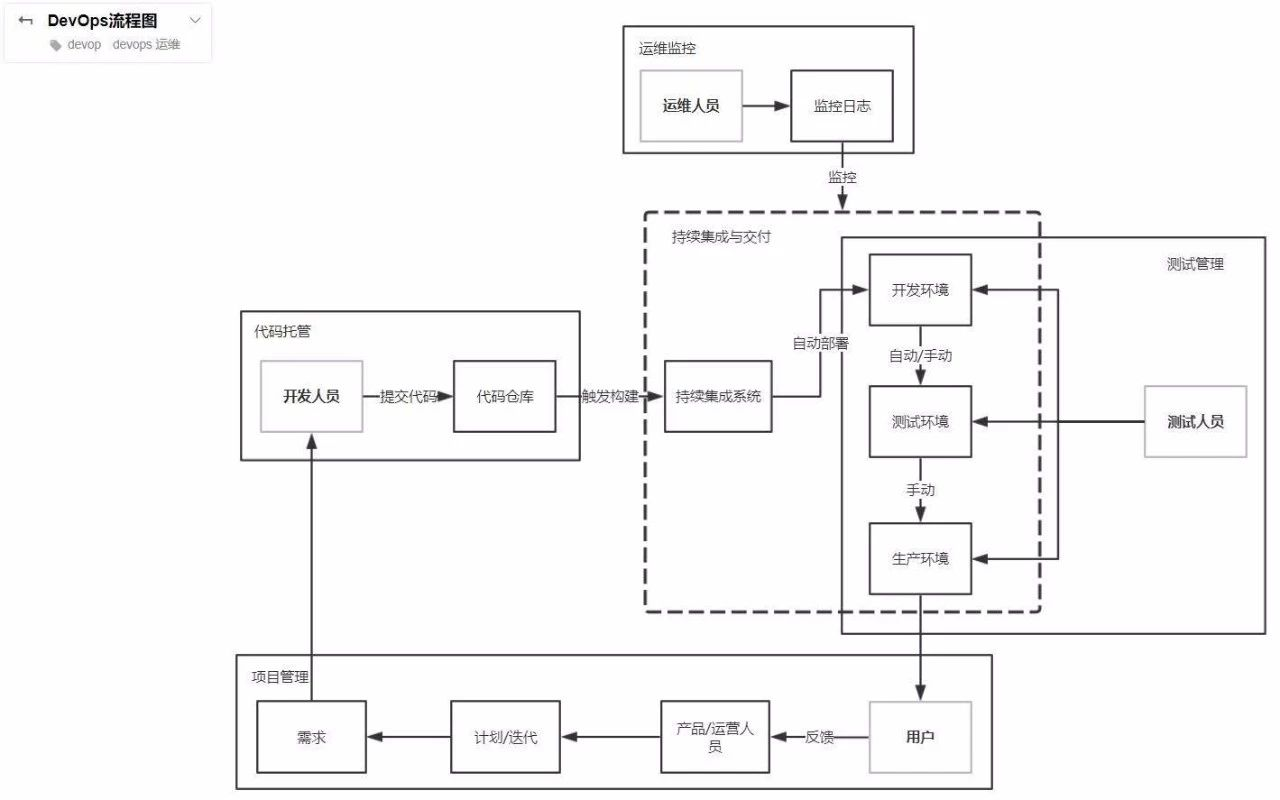 DevOps流程图
devop devops 运维
运维监控
运维人员
监控日志
监控
持续集成与交付
测试管理
开发环境
代码托管
自动部署
自动/手动
开发人员
提交代码
代码仓库
触发构建
持续集成系统
测试环境
测试人员
手动
生产环境
项目管理
需求
计划/迭代
产品/运营人
员
反馈
用户